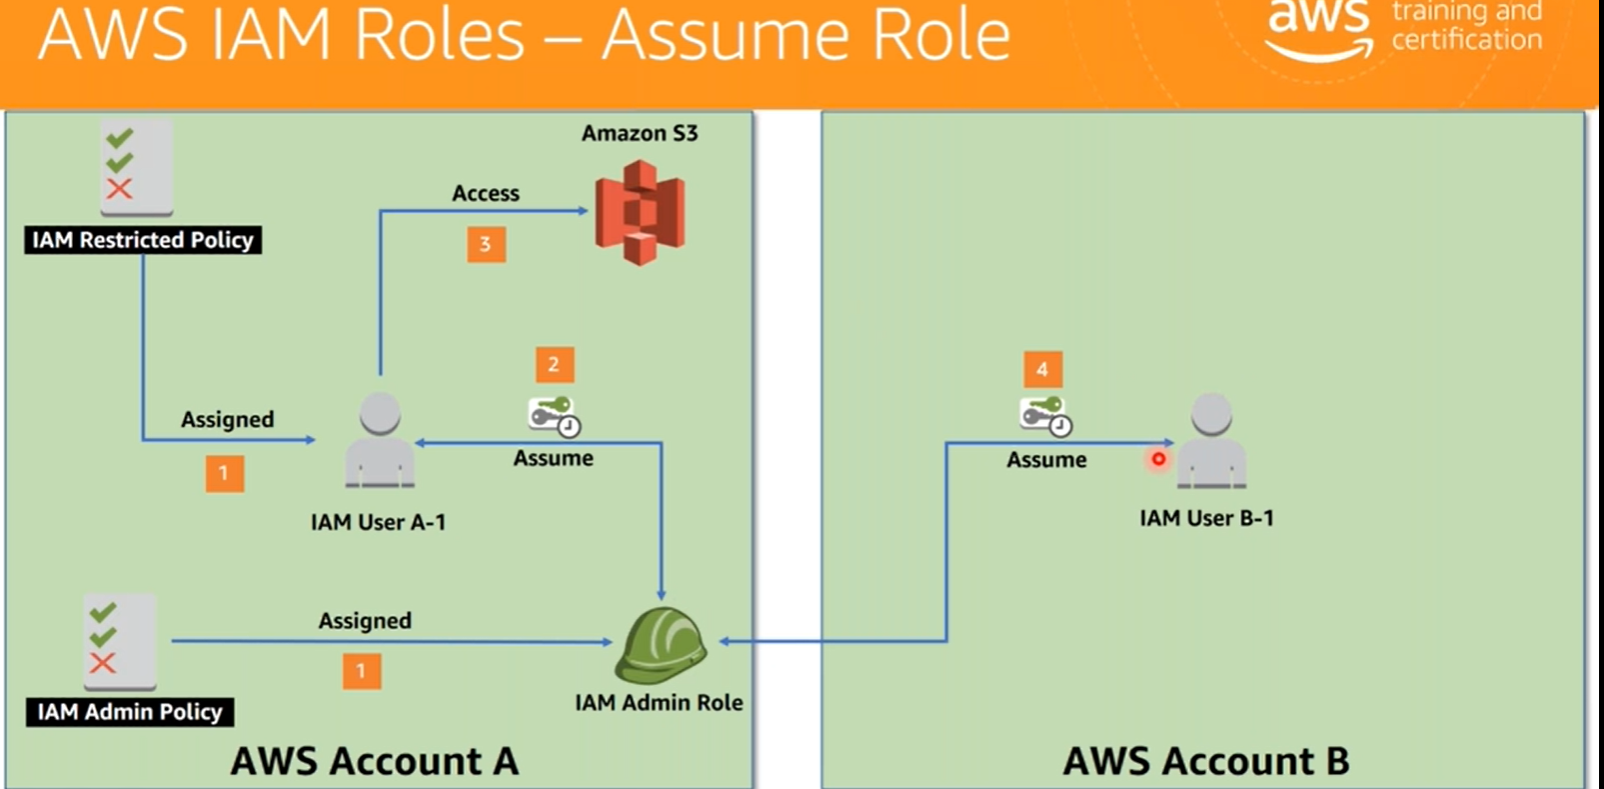 AWS IAM Roles – Assume Role
aws training and
certification
Amazon S3
Access
3
IAM Restricted Policy
2
4
Assigned
Assume
Assume
1
IAM User A-1
IAM User B-1
Assigned
1
IAM Admin Role
IAM Admin Policy
AWS Account A
AWS Account B